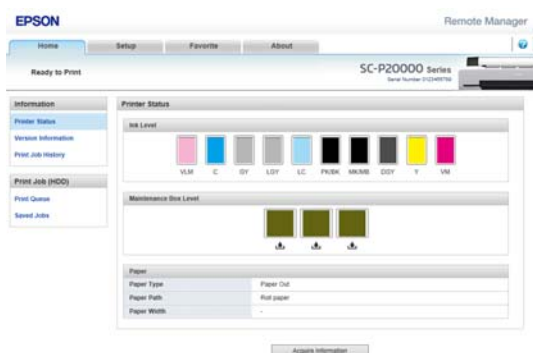 EPSON
Remote Manager
Home Setup Favorite About
Ready to Print
SC-P20000 Series
Information
Printer Status
Version Information
Print Job History
Print Job (HDD)
Print Queue
Saved Jobs
Printer Status
Ink Level
VLM C GY LGY LC PK/BK MK/MB DGY Y VM
Maintenance Box Level
Paper
Paper Type Paper Out
Paper Path Roll paper
Paper Width -
Acquire Information